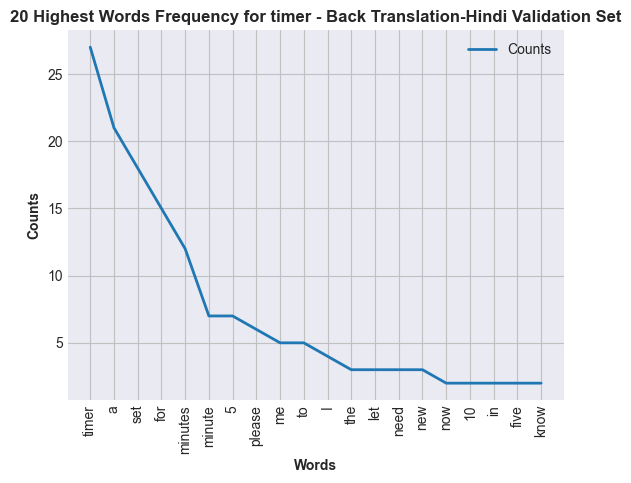 20 Highest Words Frequency for timer - Back Translation-Hindi Validation Set
Counts
25
20
15
10
5
Counts
timer
a
set
for
minutes
minute
5
please
me
to
I
the
let
need
new
now
10
in
five
know
Words